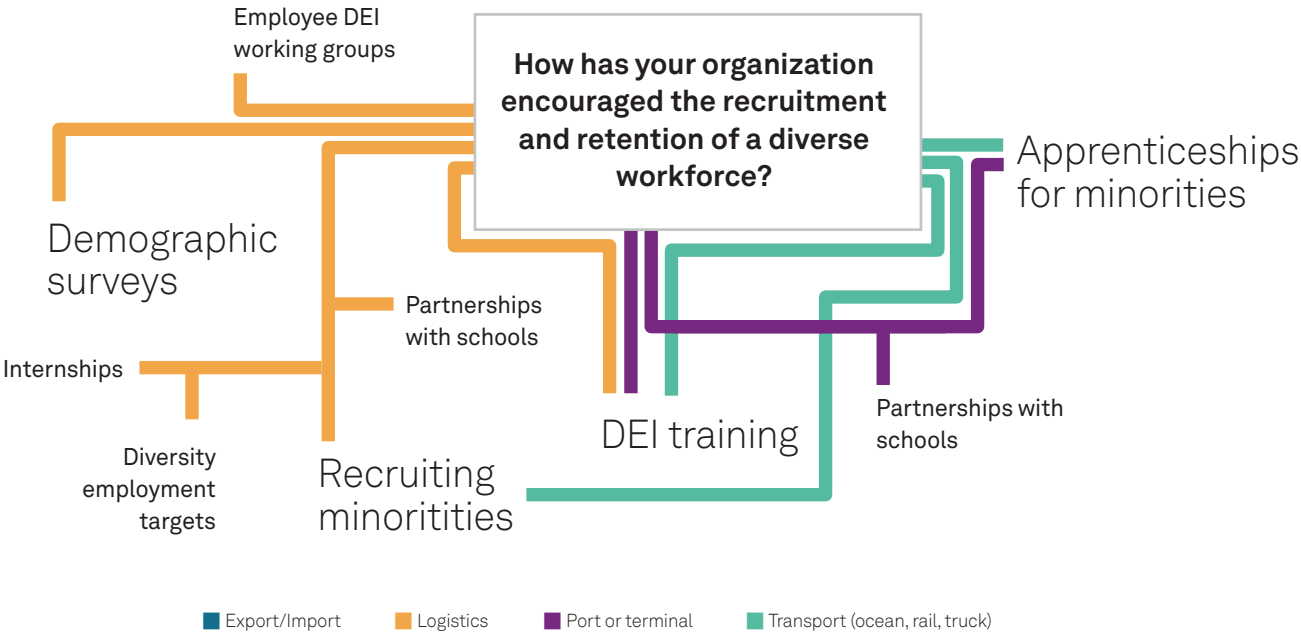 Employee DEI
working groups
How has your organization
encouraged the recruitment
and retention of a diverse
workforce?
Apprenticeships
for minorities
Demographic
surveys
Partnerships
with schools
Internships
Partnerships with
schools
DEI training
Diversity
employment
targets
Recruiting
minoritities
Export/Import
Logistics
Port or terminal
Transport (ocean, rail, truck)